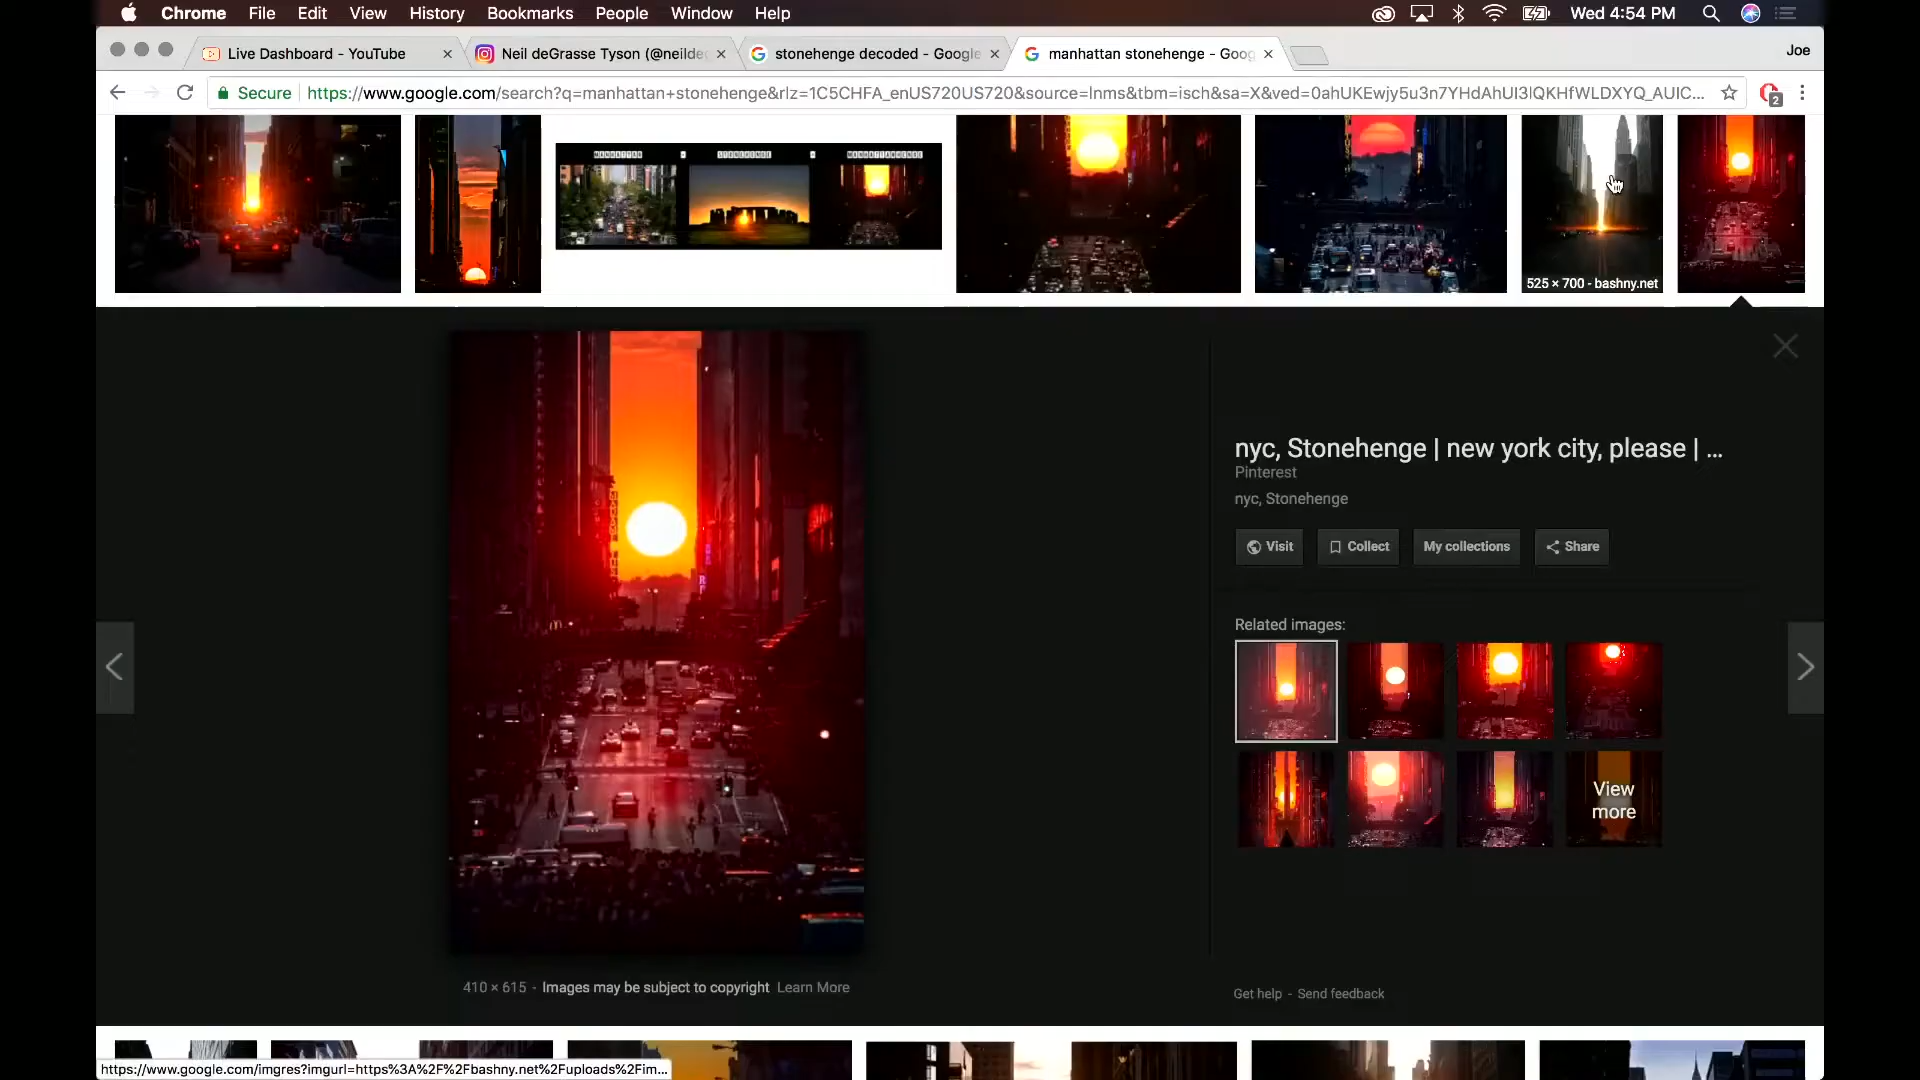 Chrome File Edit View History Bookmarks People Window Help Wed 4:54 PM
Live Dashboard - YouTube Neil deGrasse Tyson (@neilde stonehenge decoded - Google manhattan stonehenge - Goog Joe
Secure https://www.google.com/search?q=manhattan+stonehenge&rlz=1C5CHFA_enUS720US720&source=lnms&tbm=isch&sa=X&ved=0ahUKEwjy5u3n7YHdAhUI3lQKHfWLDXYQ_AUIC... 2
525 × 700 - bashny.net
nyc, Stonehenge | new york city, please | ...
Pinterest
nyc, Stonehenge
Visit Collect My collections Share
Related images:
View
more
410 × 615 - Images may be subject to copyright Learn More
Get help - Send feedback
https://www.google.com/imgres?imgurl=https%3A%2F%2Fbashny.net%2Fuploads%2Fim...